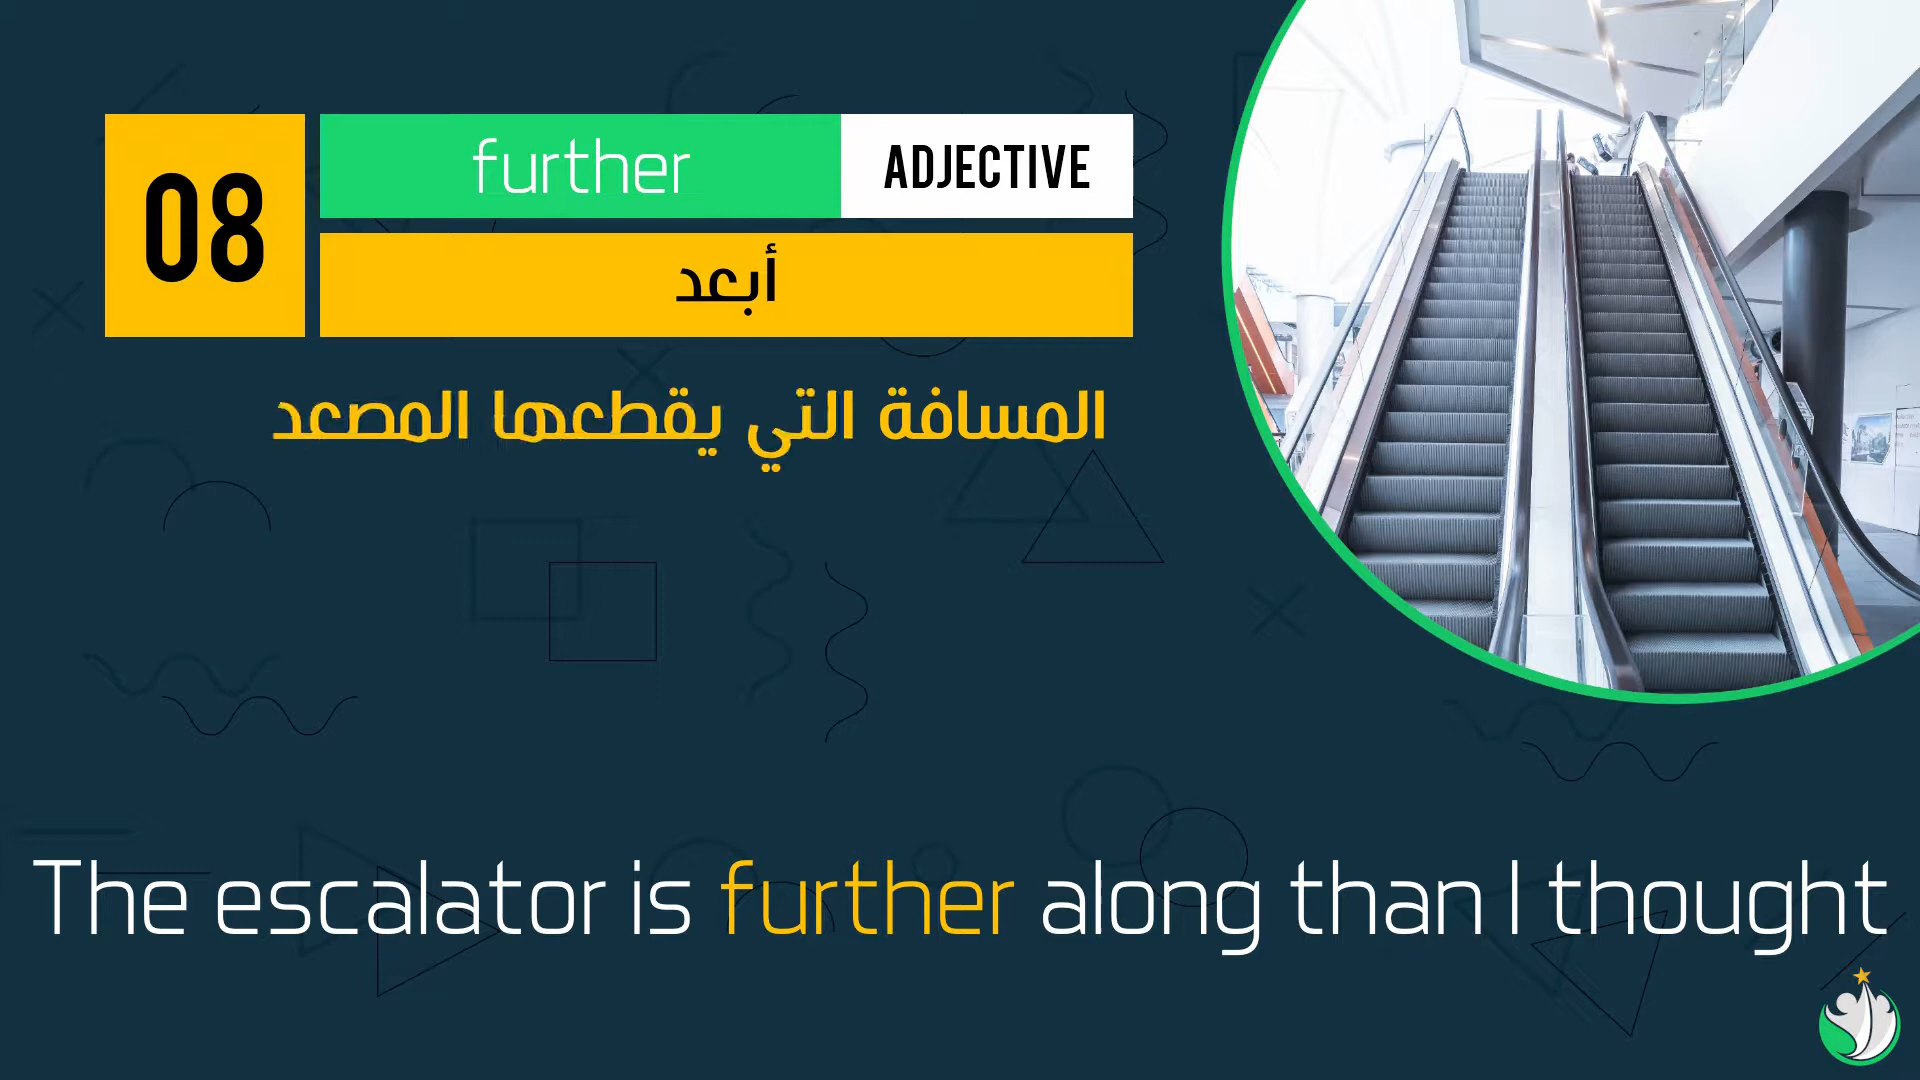 08
further
ADJECTIVE
أبعد
المسافة التي يقطعها المصعد
The escalator is further along than I thought